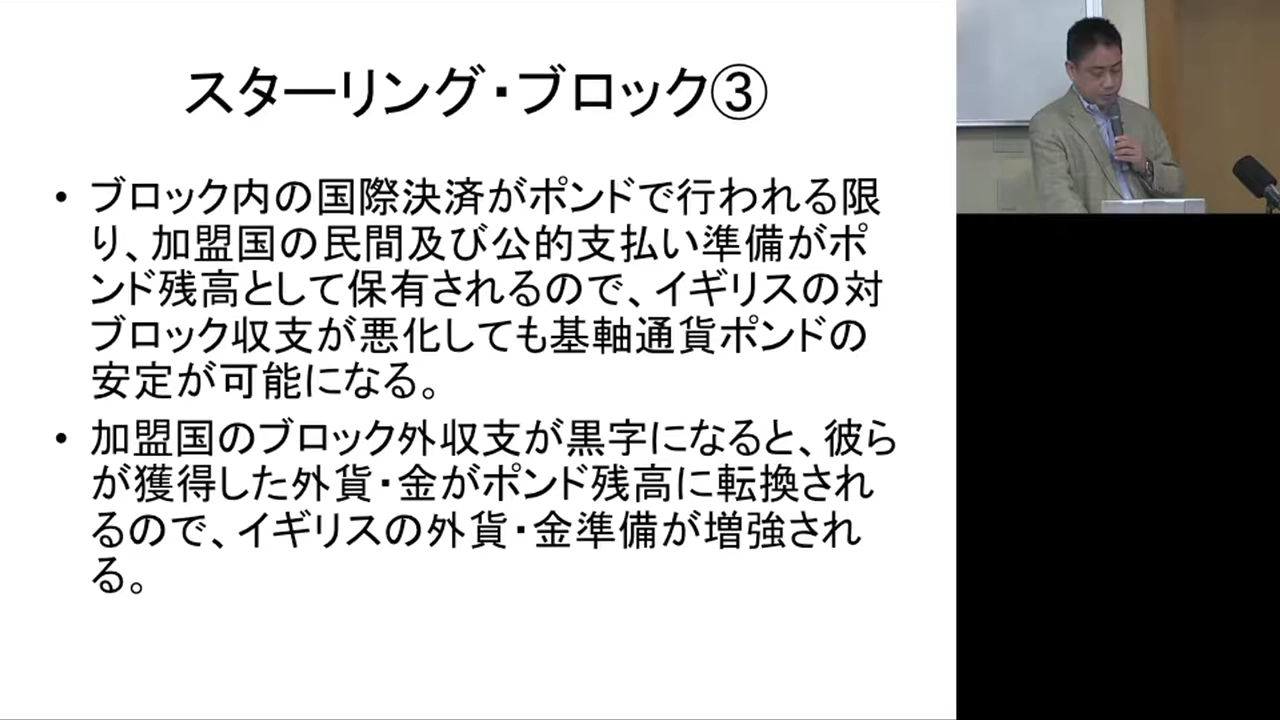 スターリング・ブロック③
• ブロック内の国際決済がポンドで行われる限
り、加盟国の民間及び公的支払い準備がポ
ンド残高として保有されるので、イギリスの対
ブロック収支が悪化しても基軸通貨ポンドの
安定が可能になる。
• 加盟国のブロック外収支が黒字になると、彼ら
が獲得した外貨・金がポンド残高に転換され
るので、イギリスの外貨・金準備が増強され
る。